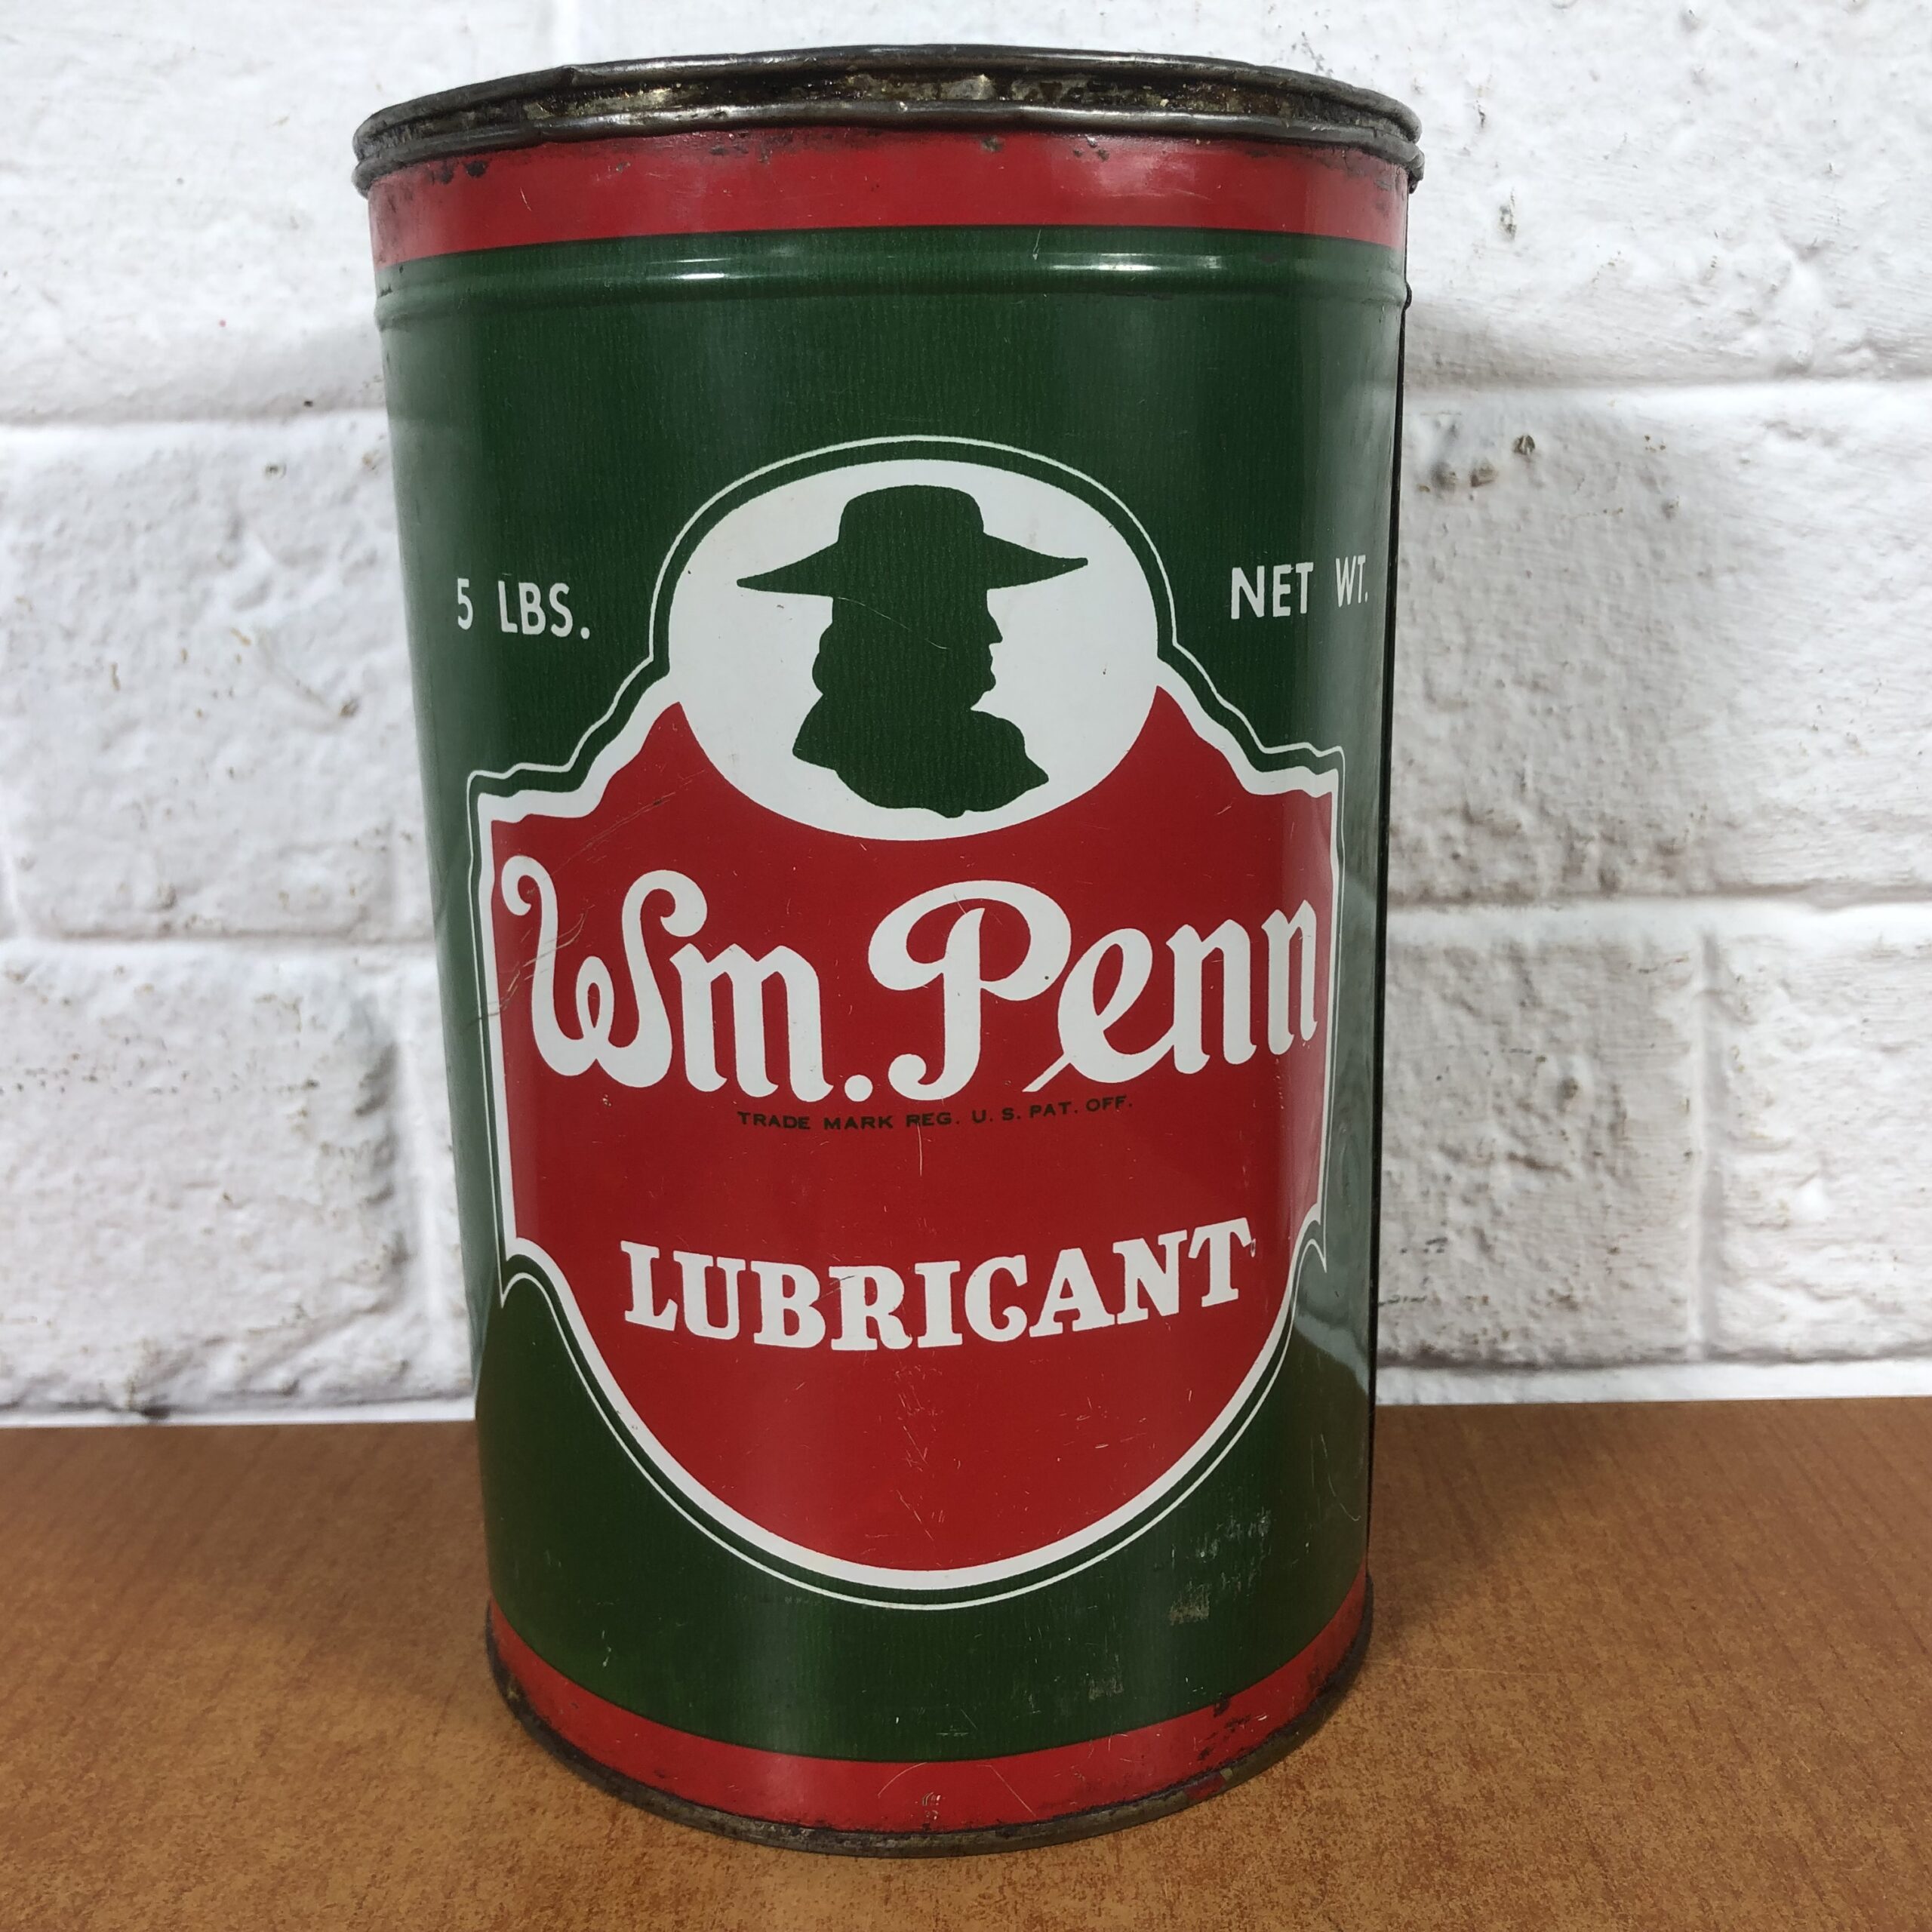 5 LBS. NET WT.
Wm. Penn
TRADE MARK REG. U. S. PAT. OFF.
LUBRICANT